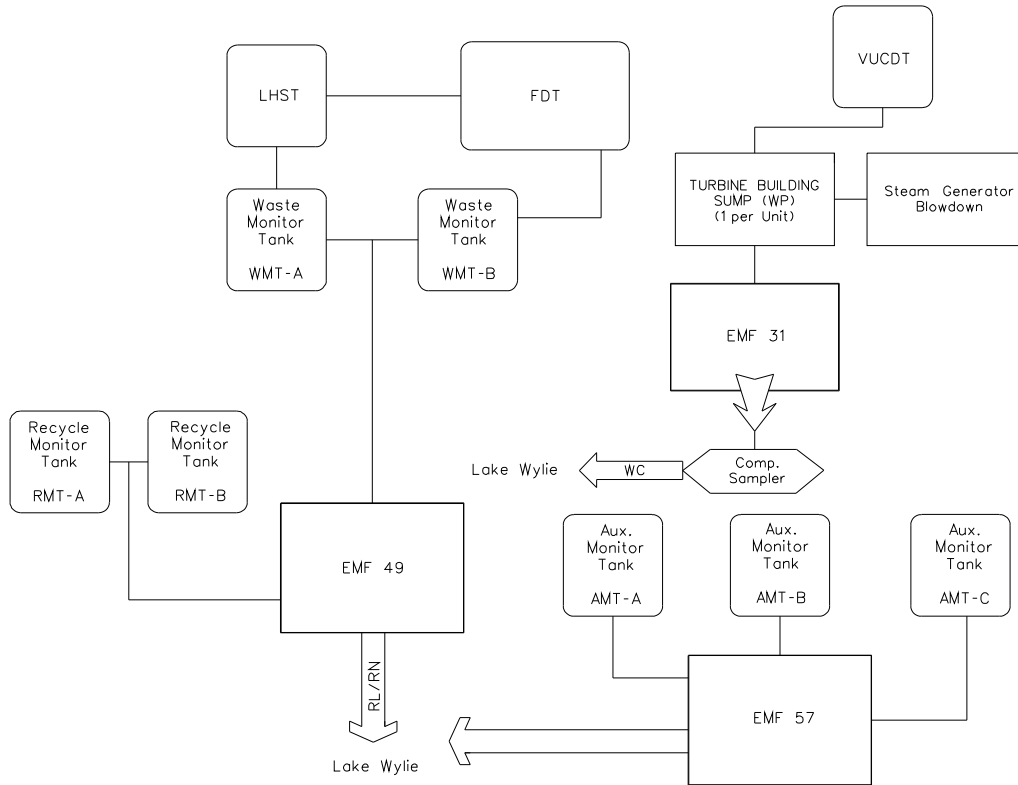 VUCDT
LHST
FDT
TURBINE BUILDING
SUMP (WP)
(1 per Unit)
Steam Generator
Blowdown
Waste
Monitor
Tank
WMT-A
Waste
Monitor
Tank
WMT-B
EMF 31
Recycle
Monitor
Tank
RMT-A
Recycle
Monitor
Tank
RMT-B
Lake Wylie
WC
Comp.
Sampler
EMF 49
Aux.
Monitor
Tank
AMT-A
Aux.
Monitor
Tank
AMT-B
Aux.
Monitor
Tank
AMT-C
RL/RN
EMF 57
Lake Wylie